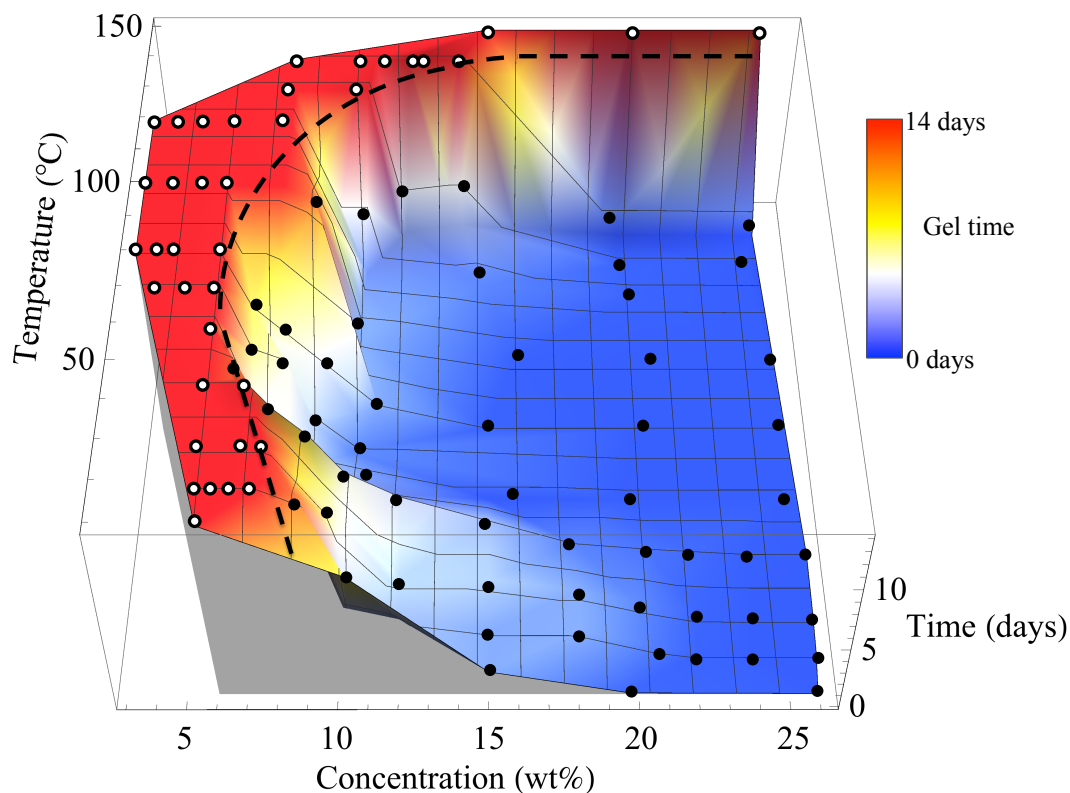 150
100
50
Temperature (°C)
14 days
Gel time
0 days
10
5
0
Time (days)
5
10
15
20
25
Concentration (wt%)